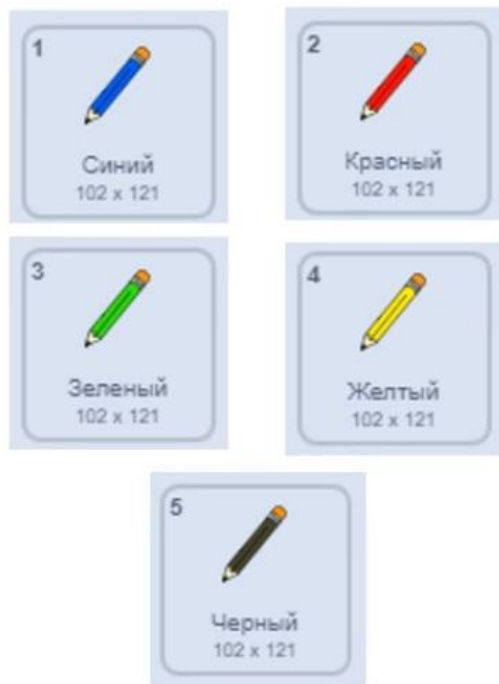 1
Синий
102 x 121
2
Красный
102 x 121
3
Зеленый
102 x 121
4
Желтый
102 x 121
5
Черный
102 x 121